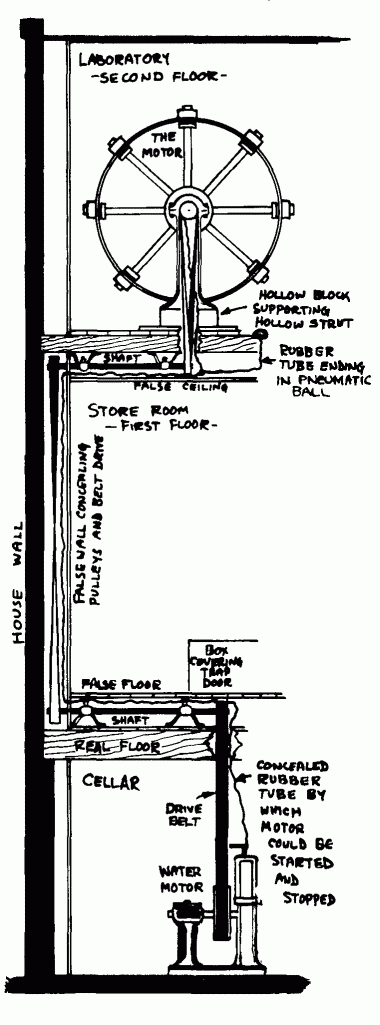 LABORATORY
-SECOND FLOOR-
THE
MOTOR
HOLLOW BLOCK
SUPPORTING
HOLLOW STRUT
SHAFT
RUBBER
TUBE ENDING
IN PNEUMATIC
BALL
FALSE CEILING
STORE ROOM
-FIRST FLOOR-
FALSE WALL CONCEALING
PULLEYS AND BELT DRIVE
HOUSE WALL
BOX
COVERING
TRAP
DOOR
FALSE FLOOR
SHAFT
REAL FLOOR
CELLAR
CONCEALED
RUBBER
TUBE BY
WHICH
MOTOR
COULD BE
STARTED
AND
STOPPED
DRIVE
BELT
WATER
MOTOR